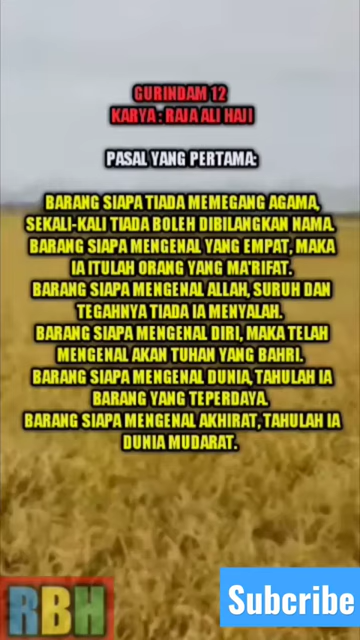 GURINDAM 12
KARYA : RAJA ALI HAJI
PASAL YANG PERTAMA:
BARANG SIAPA TIADA MEMEGANG AGAMA,
SEKALI-KALI TIADA BOLEH DIBILANGKAN NAMA.
BARANG SIAPA MENGENAL YANG EMPAT, MAKA
IA ITULAH ORANG YANG MA'RIFAT.
BARANG SIAPA MENGENAL ALLAH, SURUH DAN
TEGAHNYA TIADA IA MENYALAH.
BARANG SIAPA MENGENAL DIRI, MAKA TELAH
MENGENAL AKAN TUHAN YANG BAHRI.
BARANG SIAPA MENGENAL DUNIA, TAHULAH IA
BARANG YANG TEPERDAYA.
BARANG SIAPA MENGENAL AKHIRAT, TAHULAH IA
DUNIA MUDARAT.
RBH
Subcribe